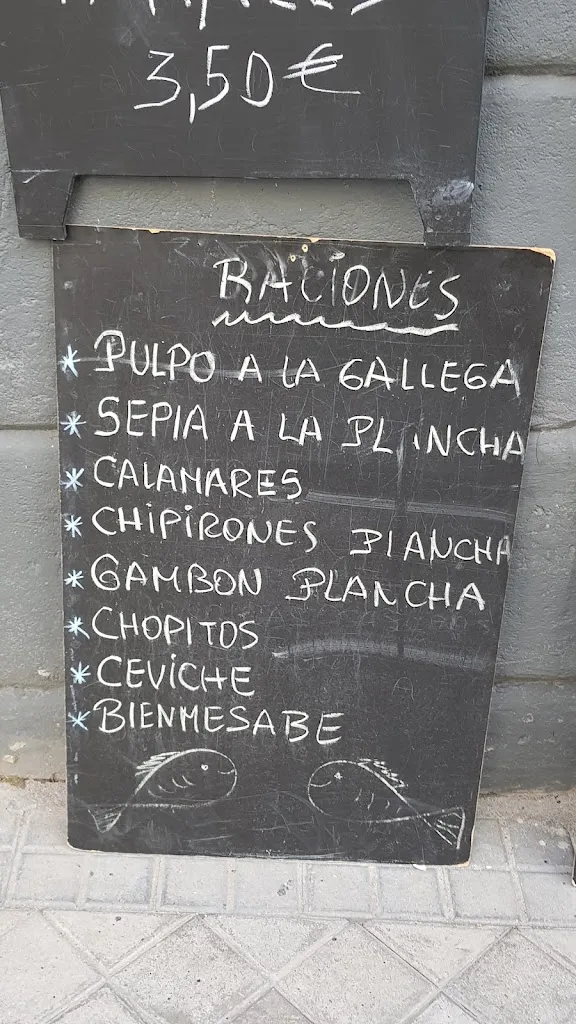 3,50€
RACIONES
* PULPO A LA GALLEGA
* SEPIA A LA PLANCHA
* CALAMARES
* CHIPIRONES PLANCHA
* GAMBON PLANCHA
* CHOPITOS
* CEVICHE
* BIENMESABE